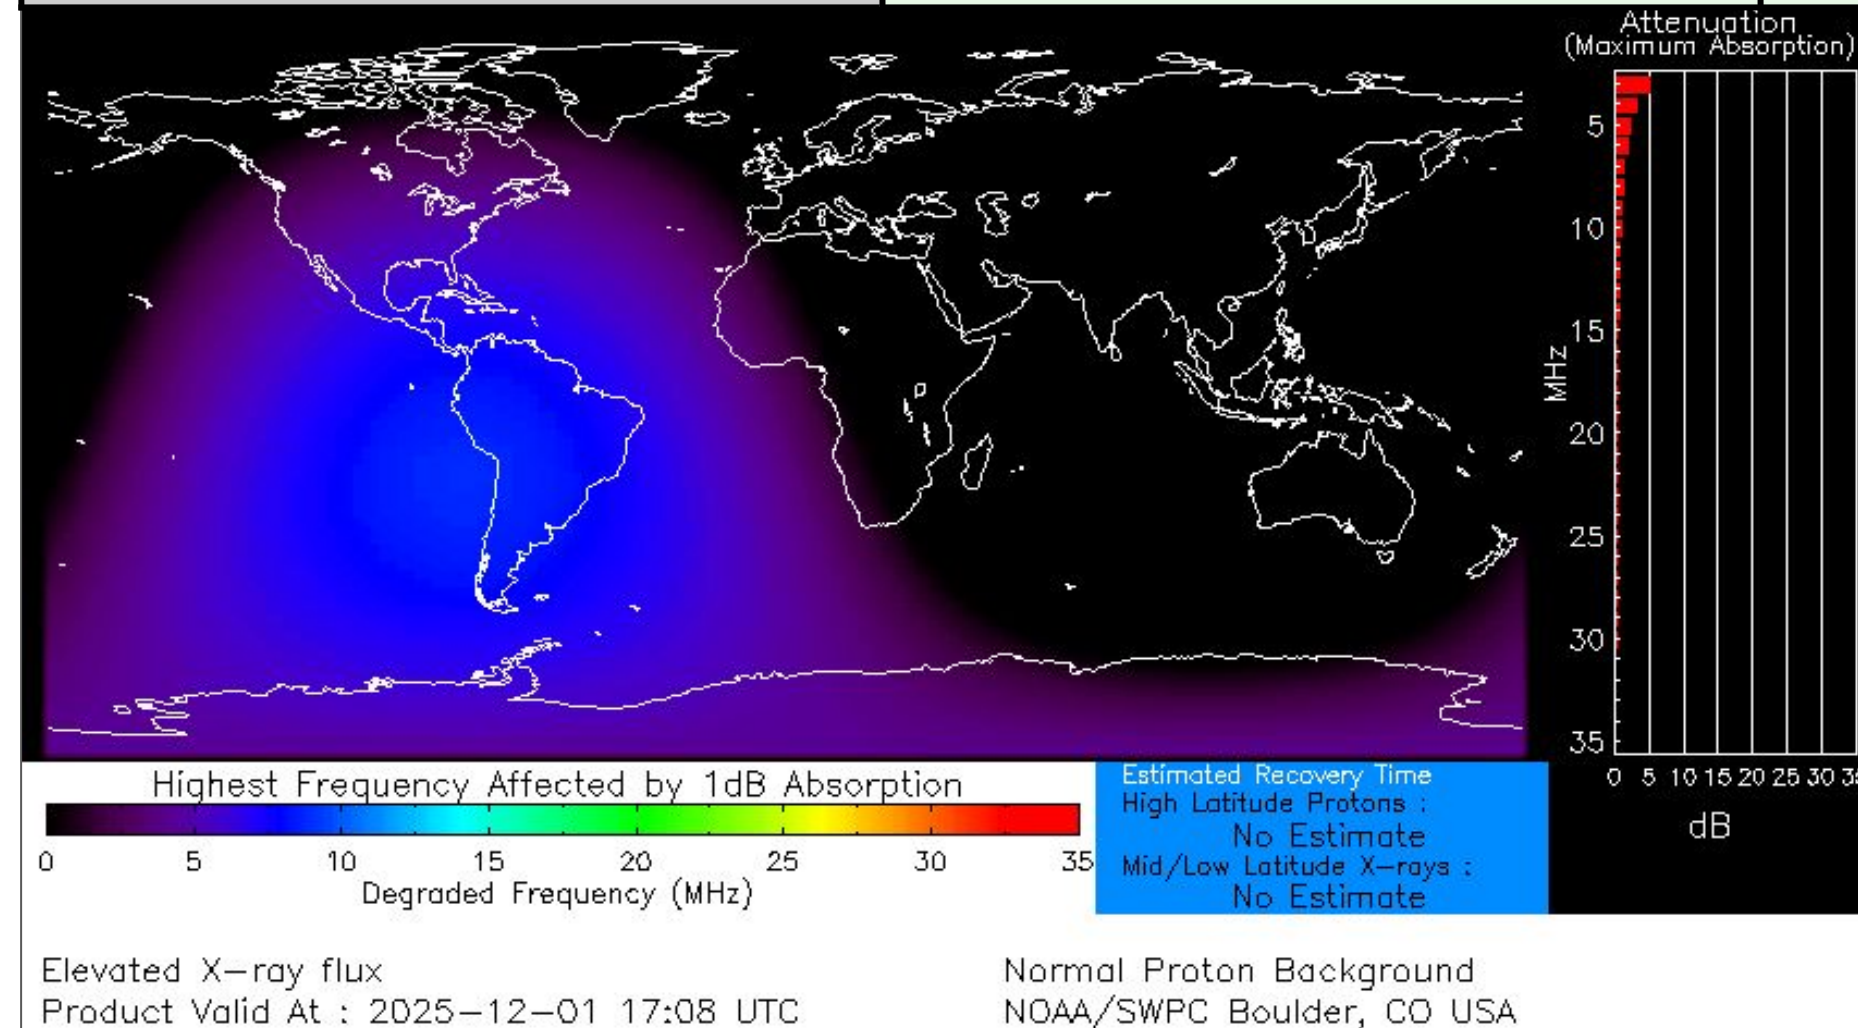 Attenuation
(Maximum Absorption)
5
10
15
20
25
30
35
MHz
0 5 10 15 20 25 30
dB
Highest Frequency Affected by 1dB Absorption
0 5 10 15 20 25 30 35
Degraded Frequency (MHz)
Estimated Recovery Time
High Latitude Protons :
No Estimate
Mid/Low Latitude X-rays :
No Estimate
Elevated X-ray flux
Product Valid At : 2025-12-01 17:08 UTC
Normal Proton Background
NOAA/SWPC Boulder, CO USA